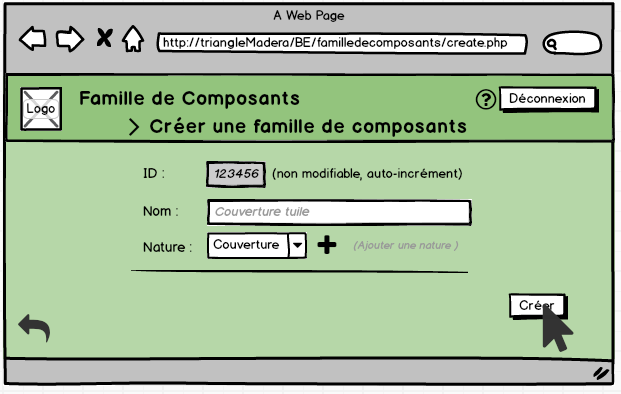 A Web Page
http://triangleMadera/BE/familledecomposants/create.php
Logo
Famille de Composants
? Déconnexion
> Créer une famille de composants
ID : 123456 (non modifiable, auto-incrément)
Nom : Couverture tuile
Nature : Couverture (Ajouter une nature )
Créer